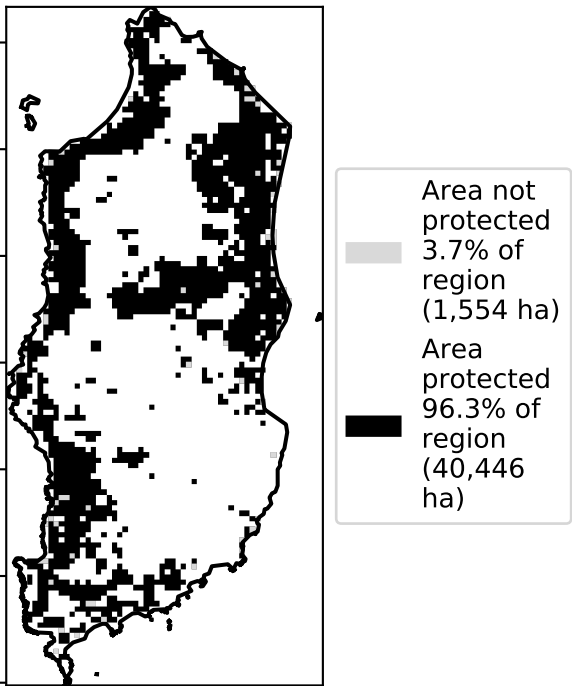 Area not
protected
3.7% of
region
(1,554 ha)
Area
protected
96.3% of
region
(40,446
ha)